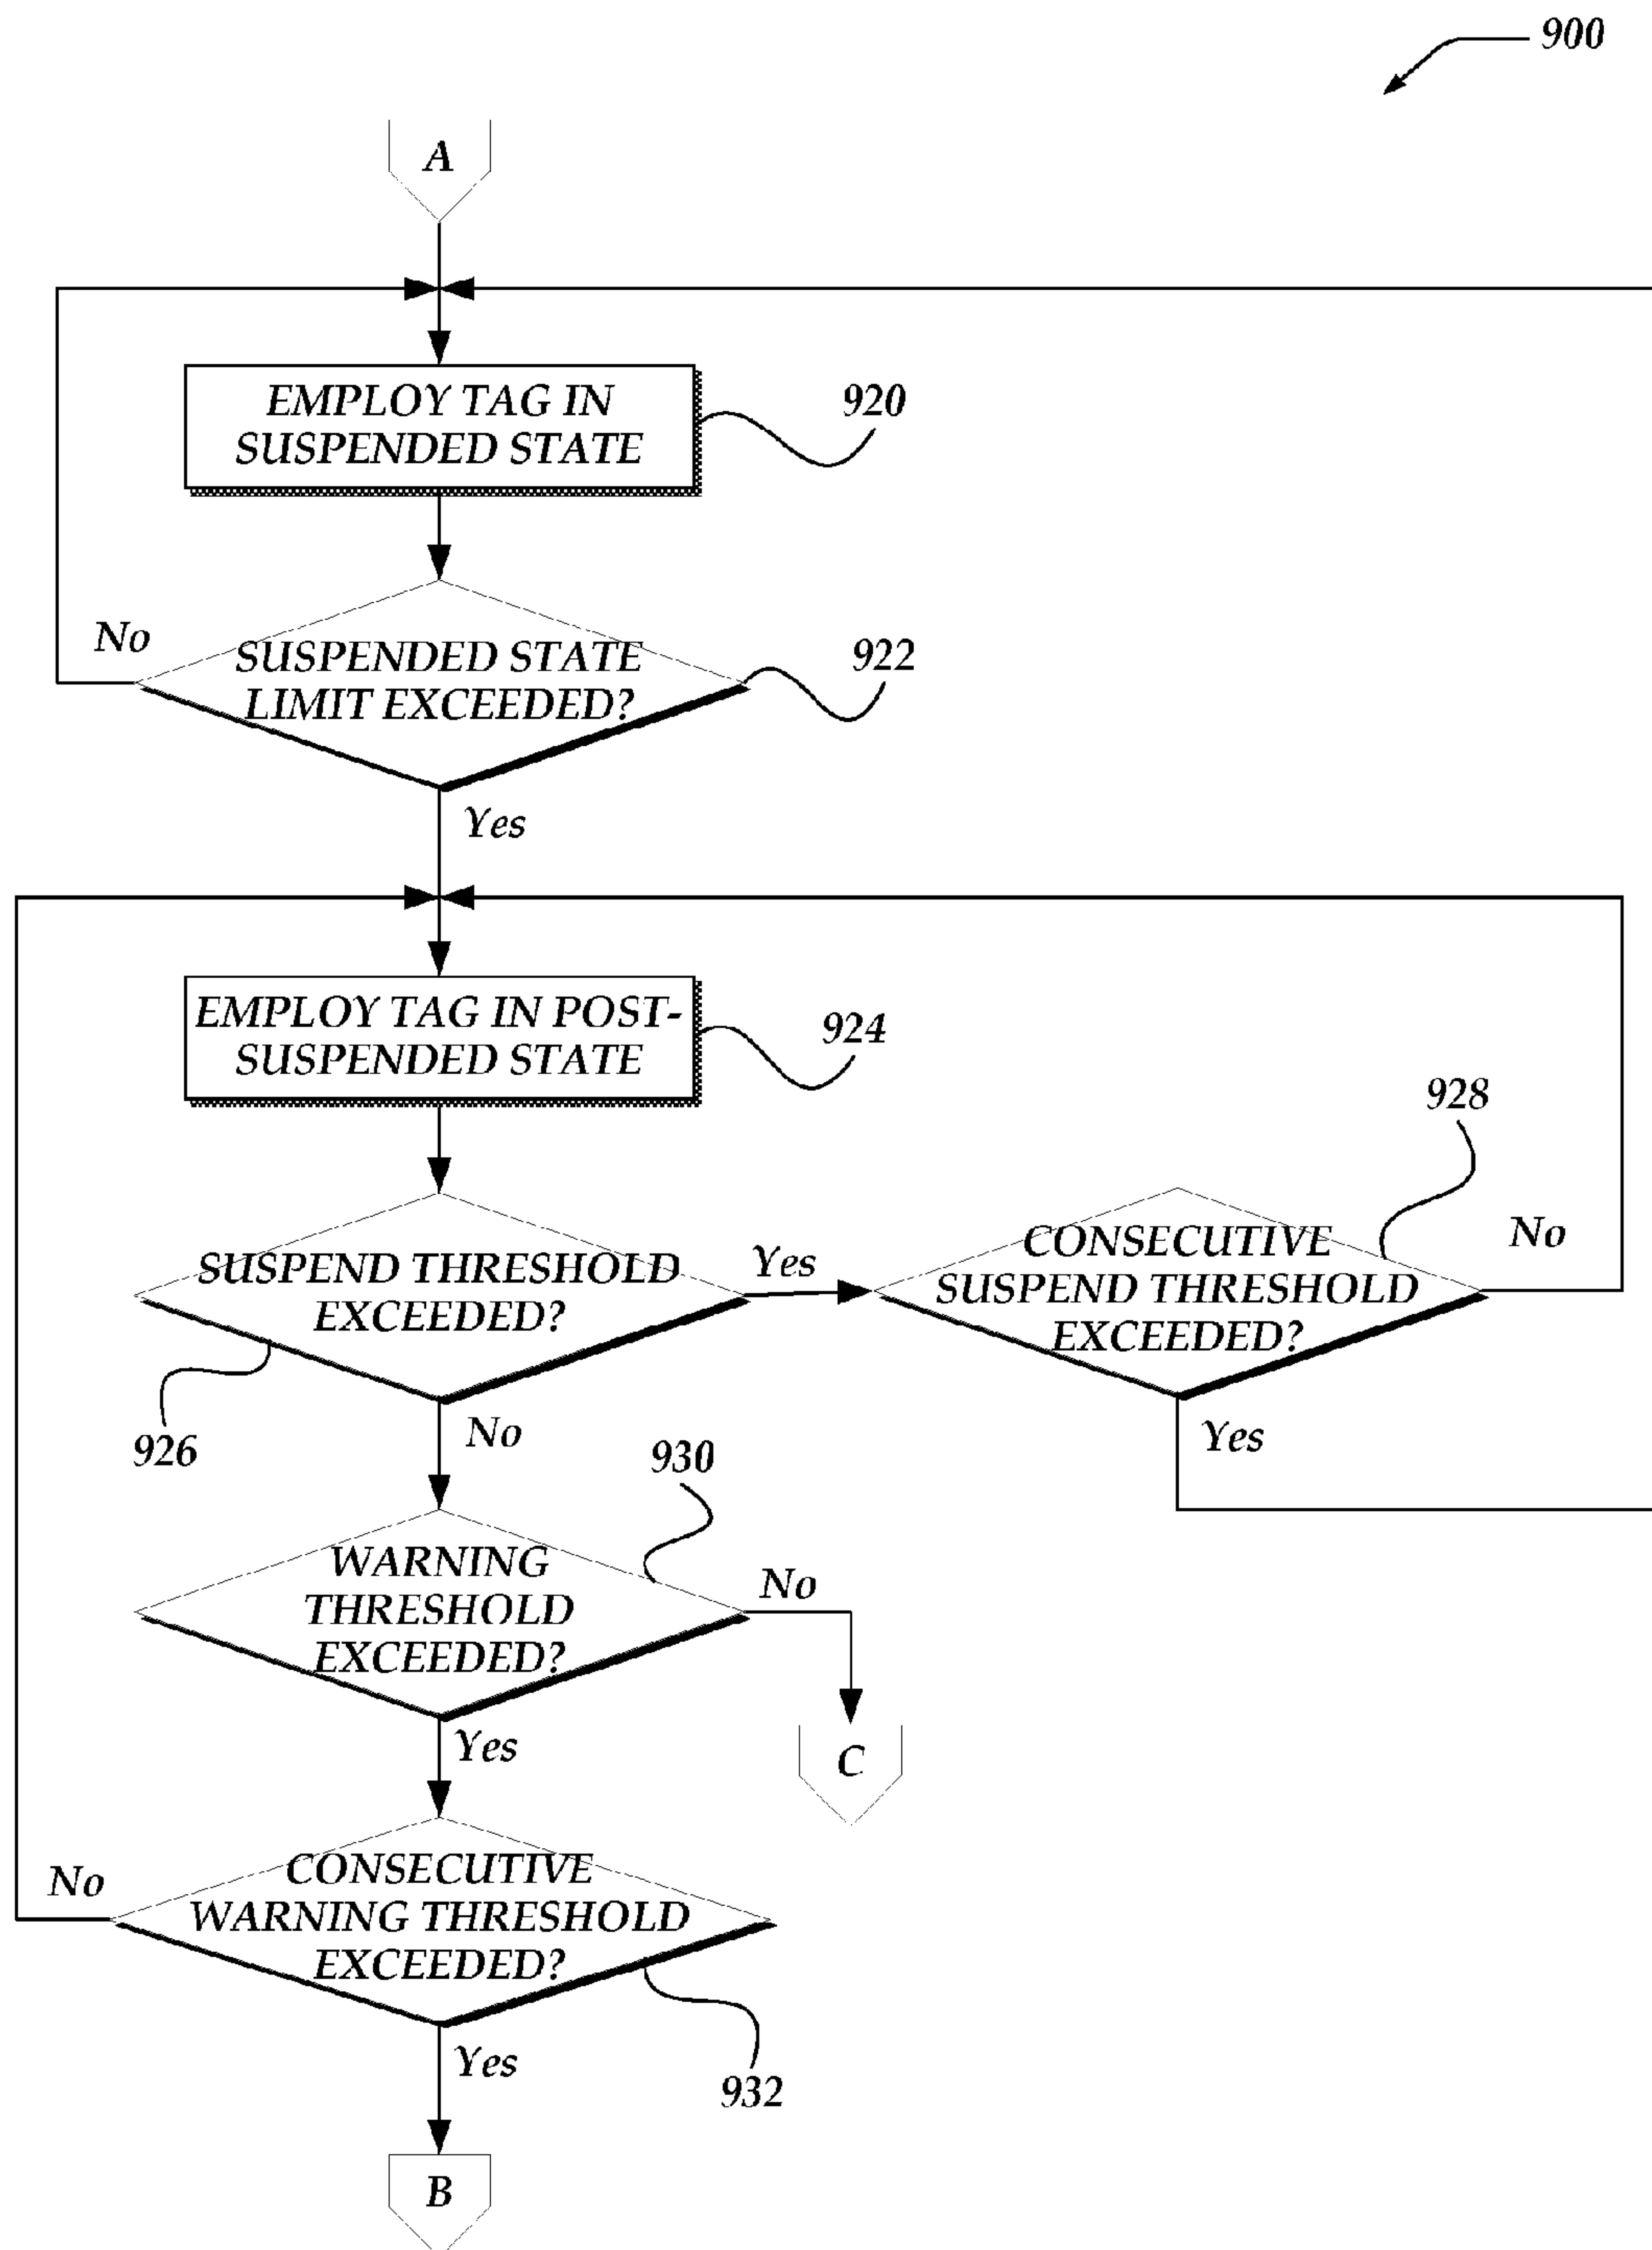 900
A
EMPLOY TAG IN
SUSPENDED STATE
920
No
SUSPENDED STATE
LIMIT EXCEEDED?
922
Yes
EMPLOY TAG IN POST-
SUSPENDED STATE
924
928
SUSPEND THRESHOLD
EXCEEDED?
Yes
CONSECUTIVE
SUSPEND THRESHOLD
EXCEEDED?
No
926
No
Yes
930
WARNING
THRESHOLD
EXCEEDED?
No
Yes
C
No
CONSECUTIVE
WARNING THRESHOLD
EXCEEDED?
Yes
932
B